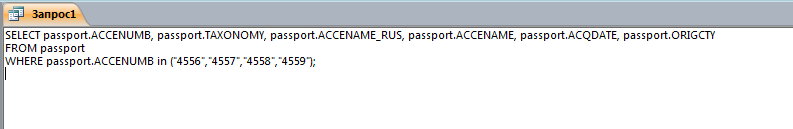 Запрос1
SELECT passport.ACCENUMB, passport.TAXONOMY, passport.ACCENAME_RUS, passport.ACCENAME, passport.ACQDATE, passport.ORIGCTY
FROM passport
WHERE passport.ACCENUMB in ("4556","4557","4558","4559");